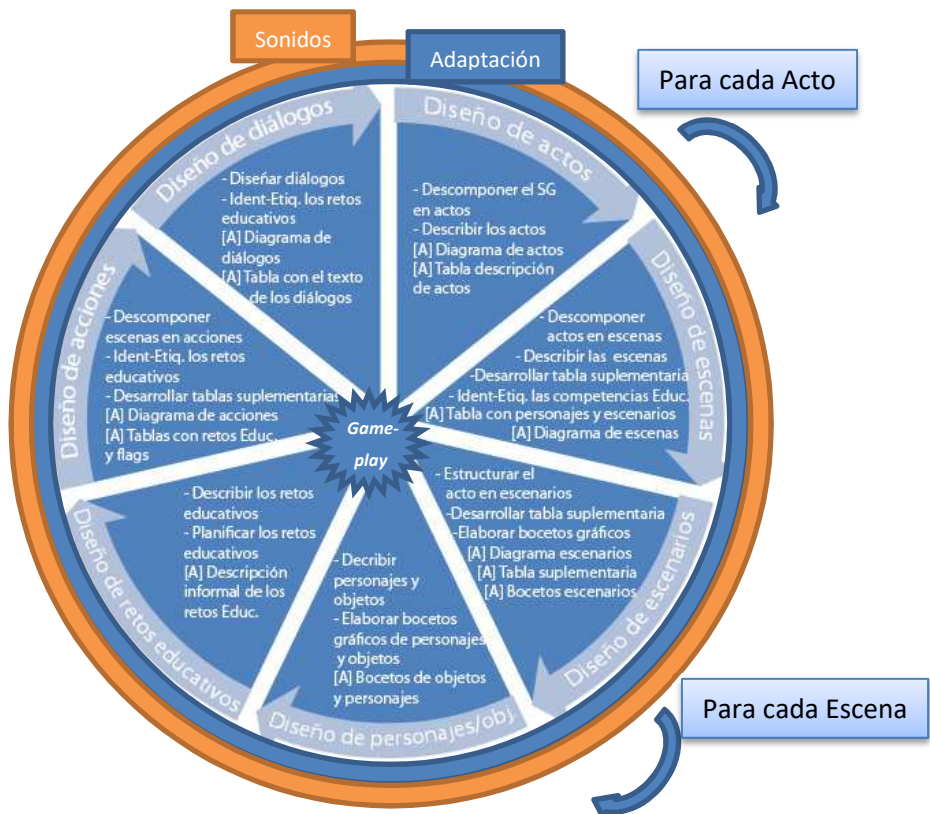 Sonidos
Adaptación
Para cada Acto
Diseño de actos
- Descomponer el SG
en actos
- Describir los actos
[A] Diagrama de actos
[A] Tabla descripción
de actos
Diseño de escenas
- Descomponer
actos en escenas
- Describir las escenas
-Desarrollar tabla suplementaria
- Ident-Etiq. las competencias Educ.
[A] Tabla con personajes y escenarios
[A] Diagrama de escenas
Diseño de escenarios
- Estructurar el
acto en escenarios
-Desarrollar tabla suplementaria
-Elaborar bocetos gráficos
[A] Diagrama escenarios
[A] Tabla suplementaria
[A] Bocetos escenarios
Para cada Escena
Diseño de personajes/obj.
- Decribir
personajes y
objetos
- Elaborar bocetos
gráficos de personajes
y objetos
[A] Bocetos de objetos
y personajes
Diseño de retos educativos
- Describir los retos
educativos
- Planificar los retos
educativos
[A] Descripción
informal de los
retos Educ.
Diseño de acciones
- Descomponer
escenas en acciones
- Ident-Etiq. los retos
educativos
- Desarrollar tablas suplementarias
[A] Diagrama de acciones
[A] Tablas con retos Educ.
y flags
Diseño de diálogos
- Diseñar diálogos
- Ident-Etiq. los retos
educativos
[A] Diagrama de
diálogos
[A] Tabla con el texto
de los diálogos
Game-
play